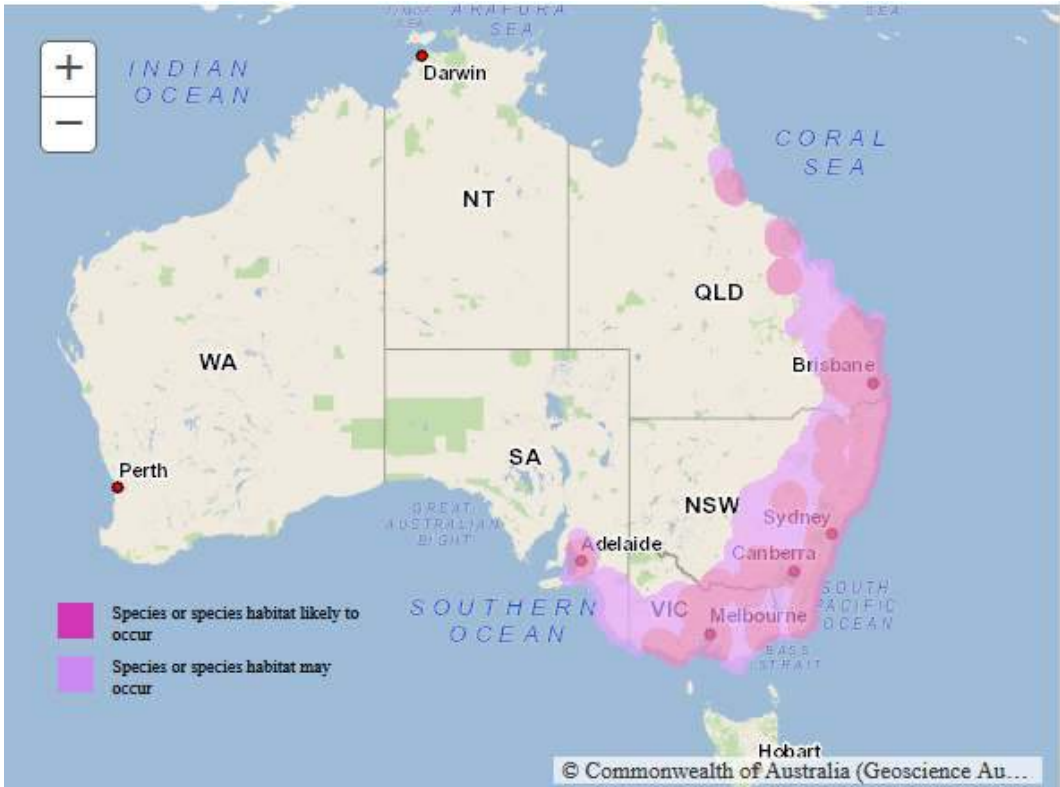 ARAFURA
SEA
SEA
SEA
+
−
INDIAN
OCEAN
Darwin
CORAL
SEA
NT
QLD
WA
Brisbane
SA
Perth
GREAT
AUSTRALIAN
BIGHT
NSW
Sydney
Adelaide
Canberra
SOUTHERN
OCEAN
VIC
Melbourne
SOUTH
PACIFIC
OCEAN
BASS
STRAIT
Species or species habitat likely to
occur
Species or species habitat may
occur
Hobart
© Commonwealth of Australia (Geoscience Au...